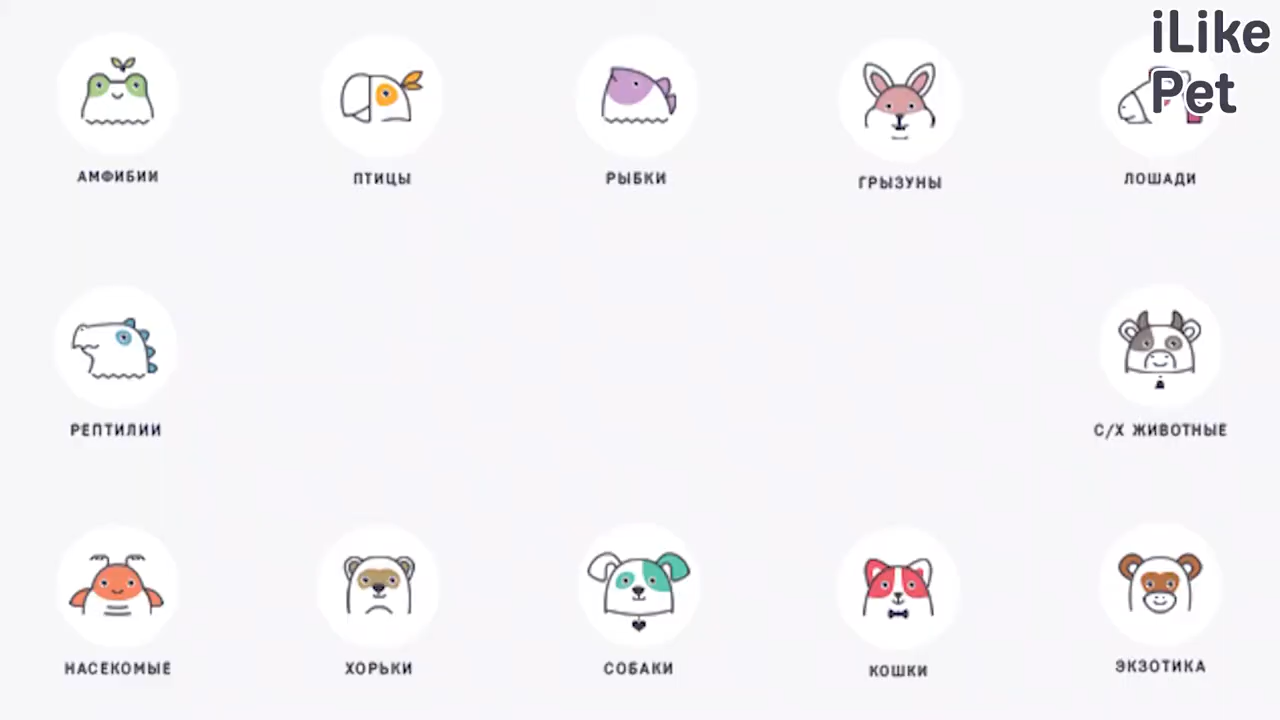 iLike
Pet
АМФИБИИ
ПТИЦЫ
РЫБКИ
ГРЫЗУНЫ
ЛОШАДИ
РЕПТИЛИИ
С/Х ЖИВОТНЫЕ
НАСЕКОМЫЕ
ХОРЬКИ
СОБАКИ
КОШКИ
ЭКЗОТИКА